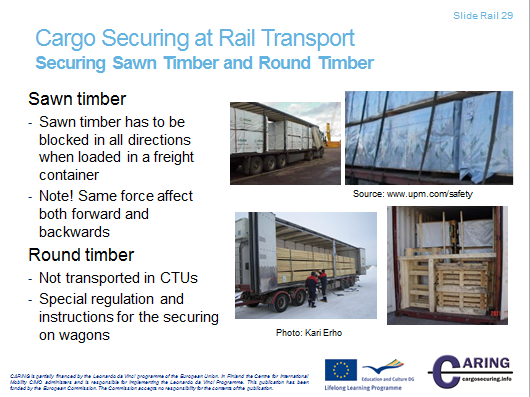 Slide Rail 29
Cargo Securing at Rail Transport
Securing Sawn Timber and Round Timber
Sawn timber
- Sawn timber has to be
blocked in all directions
when loaded in a freight
container
- Note! Same force affect
both forward and
backwards
Round timber
- Not transported in CTUs
- Special regulation and
instructions for the securing
on wagons
Source: www.upm.com/safety
Photo: Kari Erho
CARING is partially financed by the Leonardo da Vinci programme of the European Union. In Finland the Centre for International
Mobility CIMO administers and is responsible for implementing the Leonardo da Vinci Programme. This publication has been
funded by the European Commission. The Commission accepts no responsibility for the contents of the publication.
Education and Culture DG
Lifelong Learning Programme
CARING
cargosecuring.info